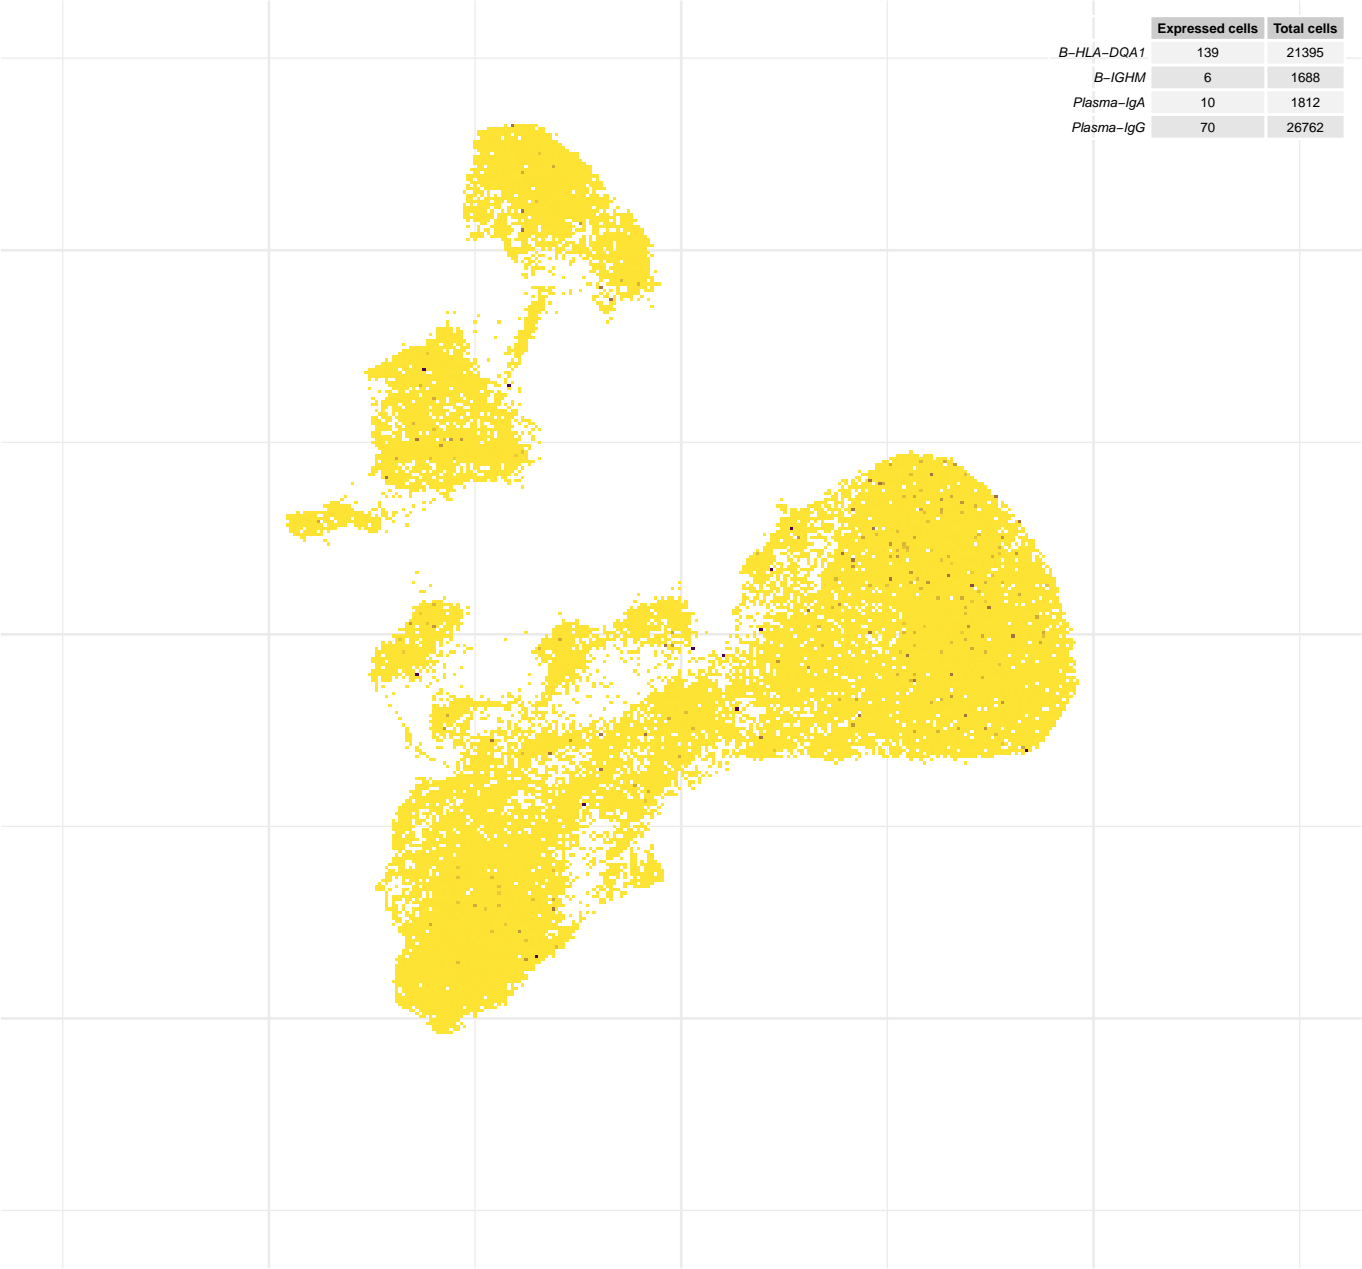 Expressed cells Total cells
B−HLA−DQA1 139 21395
B−IGHM 6 1688
Plasma−IgA 10 1812
Plasma−IgG 70 26762